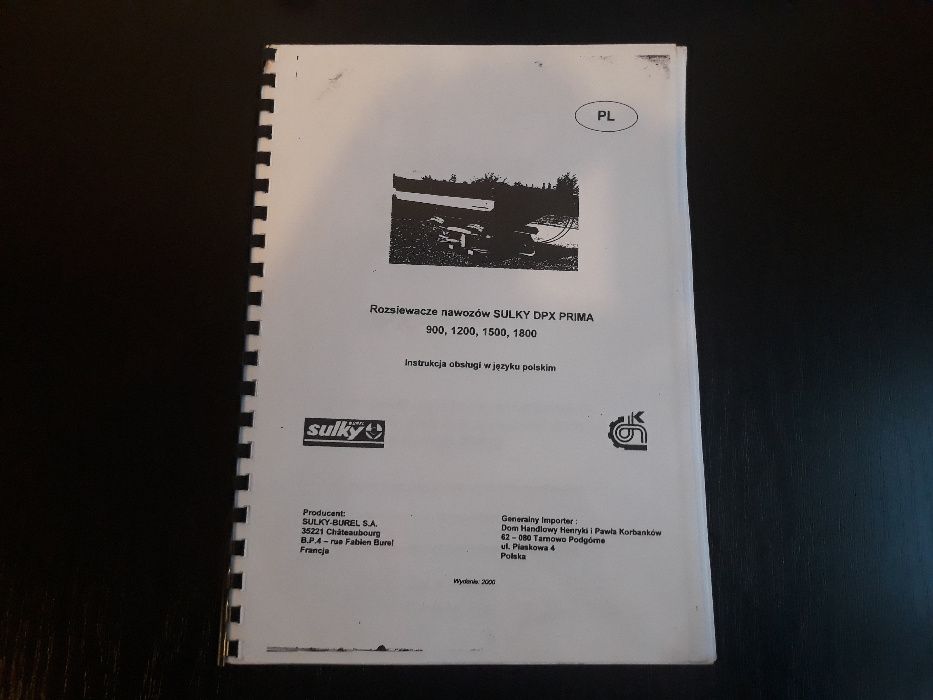 PL
Rozsiewacze nawozów SULKY DPX PRIMA
900, 1200, 1500, 1800
Instrukcja obsługi w języku polskim
BUREL
sulky
Producent:
SULKY-BUREL S.A.
35221 Châteaubourg
B.P.4 – rue Fabien Burel
Francja
Generalny Importer :
Dom Handlowy Henryki i Pawła Korbanków
62 – 080 Tarnowo Podgórne
ul. Piaskowa 4
Polska
Wydanie: 2000